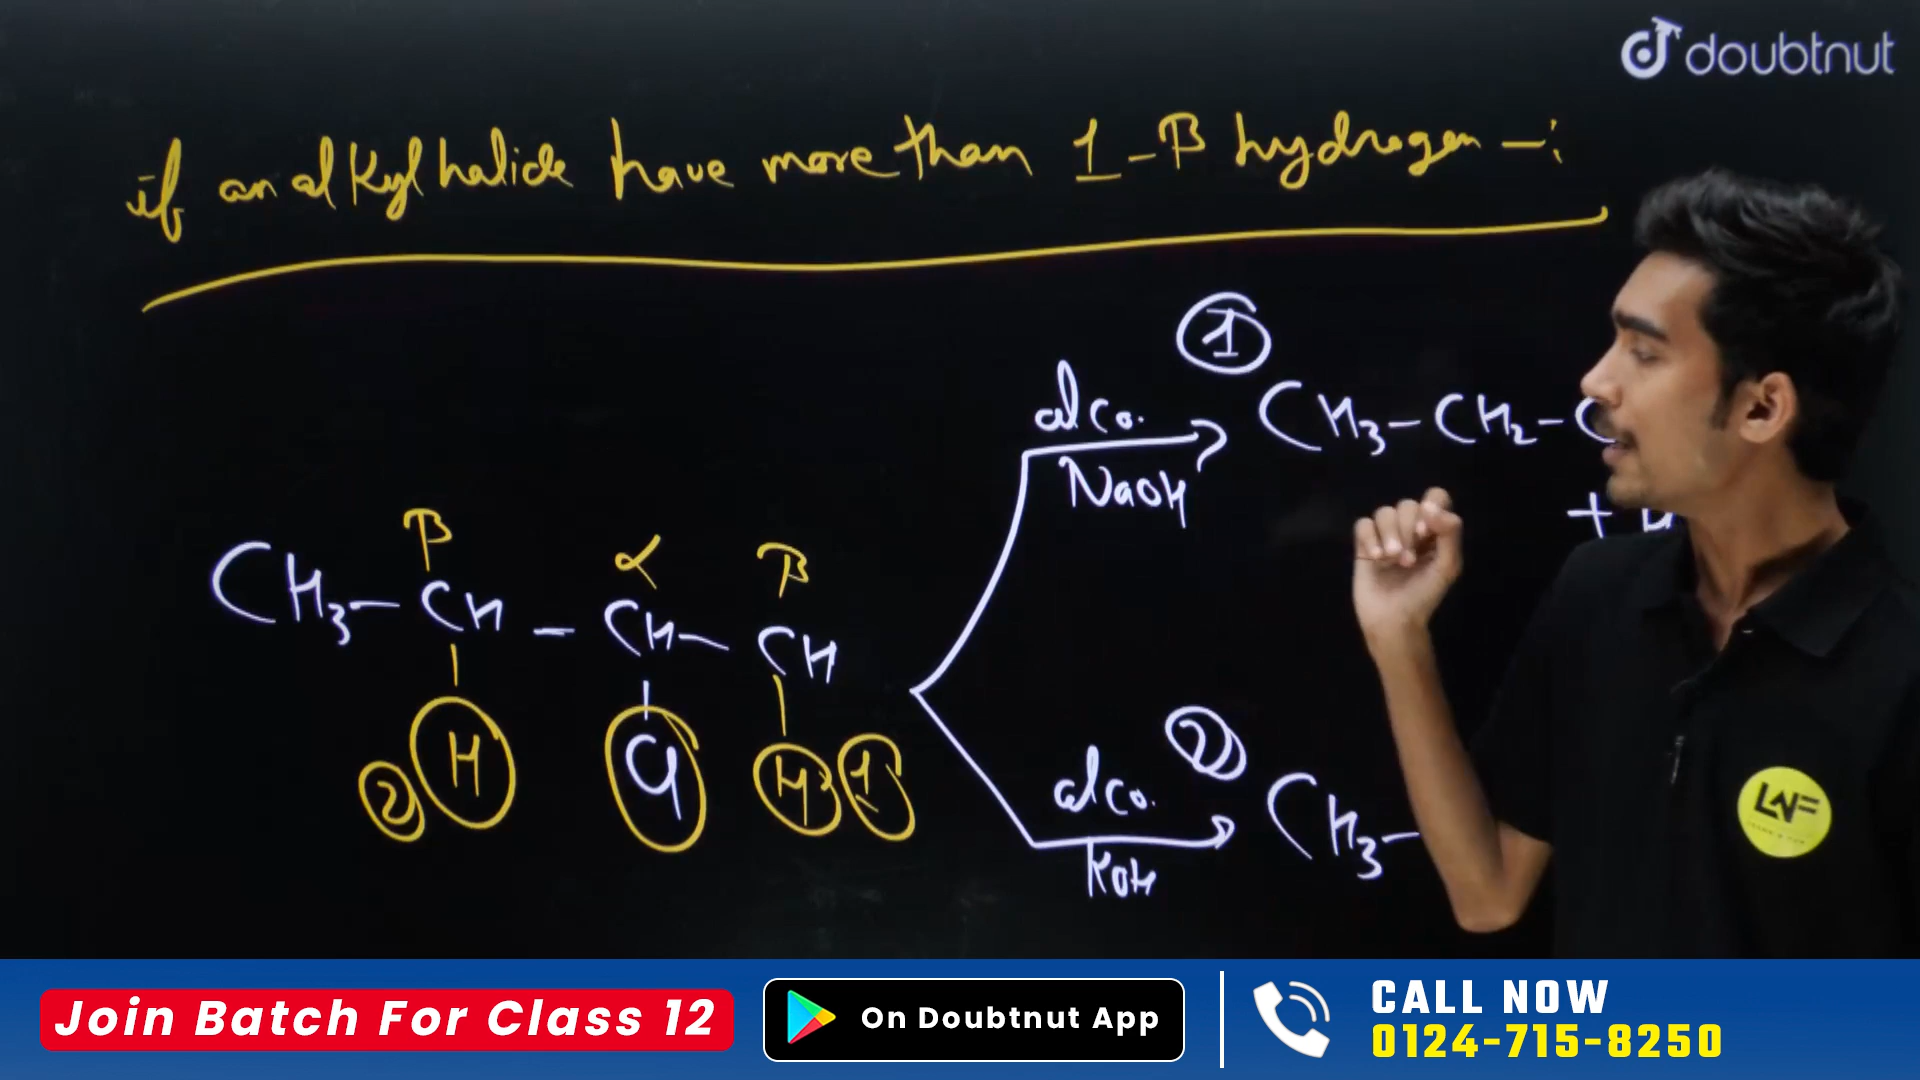 doubtnut
if an alkyl halide have more than 1-β hydrogen -:
1
alco.
CH3-CH2-C
NaOH
+
β α β
CH3-CH-CH-CH
H Cl H
2 1
2
alco.
CH3-
KOH
LNF
Join Batch For Class 12
On Doubtnut App
CALL NOW
0124-715-8250